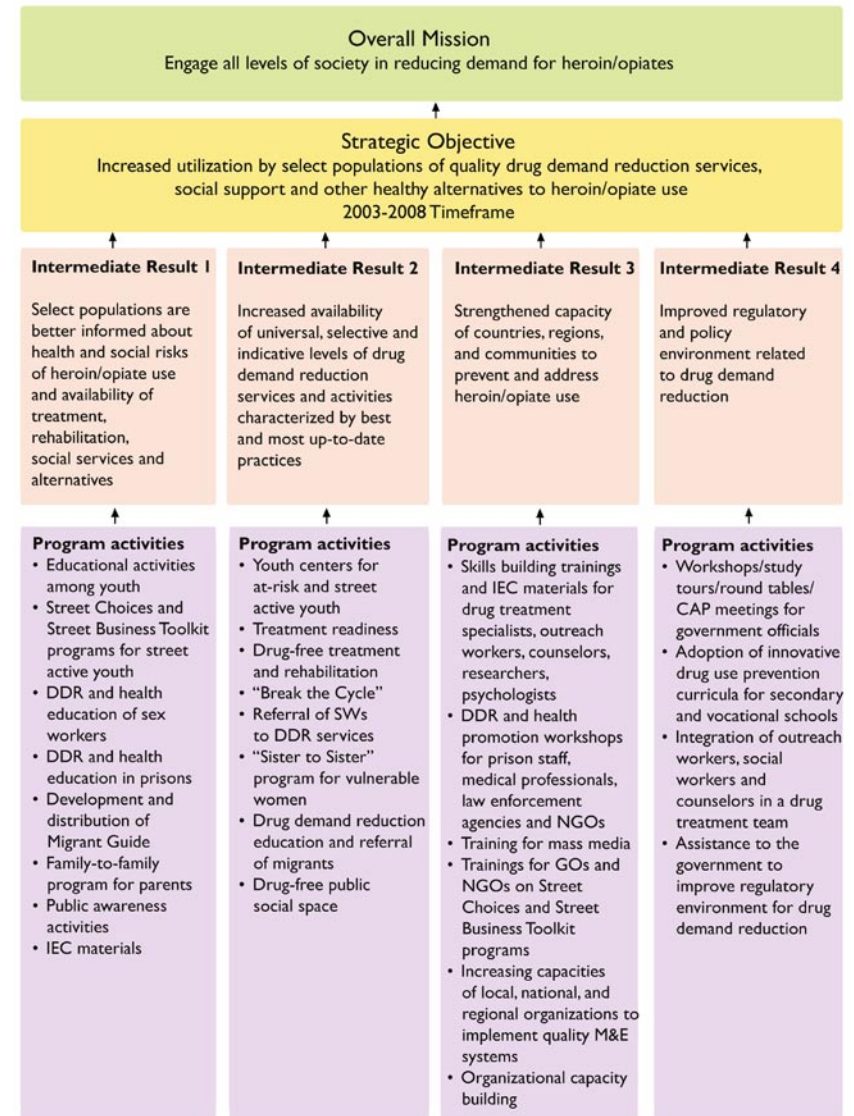 Overall Mission
Engage all levels of society in reducing demand for heroin/opiates
Strategic Objective
Increased utilization by select populations of quality drug demand reduction services,
social support and other healthy alternatives to heroin/opiate use
2003-2008 Timeframe
Intermediate Result 1
Select populations are
better informed about
health and social risks
of heroin/opiate use
and availability of
treatment,
rehabilitation,
social services and
alternatives
Intermediate Result 2
Increased availability
of universal, selective and
indicative levels of drug
demand reduction
services and activities
characterized by best
and most up-to-date
practices
Intermediate Result 3
Strengthened capacity
of countries, regions,
and communities to
prevent and address
heroin/opiate use
Intermediate Result 4
Improved regulatory
and policy
environment related
to drug demand
reduction
Program activities
• Educational activities
among youth
• Street Choices and
Street Business Toolkit
programs for street
active youth
• DDR and health
education of sex
workers
• DDR and health
education in prisons
• Development and
distribution of
Migrant Guide
• Family-to-family
program for parents
• Public awareness
activities
• IEC materials
Program activities
• Youth centers for
at-risk and street
active youth
• Treatment readiness
• Drug-free treatment
and rehabilitation
• “Break the Cycle”
• Referral of SWs
to DDR services
• “Sister to Sister”
program for vulnerable
women
• Drug demand reduction
education and referral
of migrants
• Drug-free public
social space
Program activities
• Skills building trainings
and IEC materials for
drug treatment
specialists, outreach
workers, counselors,
researchers,
psychologists
• DDR and health
promotion workshops
for prison staff,
medical professionals,
law enforcement
agencies and NGOs
• Training for mass media
• Trainings for GOs and
NGOs on Street
Choices and Street
Business Toolkit
programs
• Increasing capacities
of local, national, and
regional organizations to
implement quality M&E
systems
• Organizational capacity
building
Program activities
• Workshops/study
tours/round tables/
CAP meetings for
government officials
• Adoption of innovative
drug use prevention
curricula for secondary
and vocational schools
• Integration of outreach
workers, social
workers and
counselors in a drug
treatment team
• Assistance to the
government to
improve regulatory
environment for drug
demand reduction